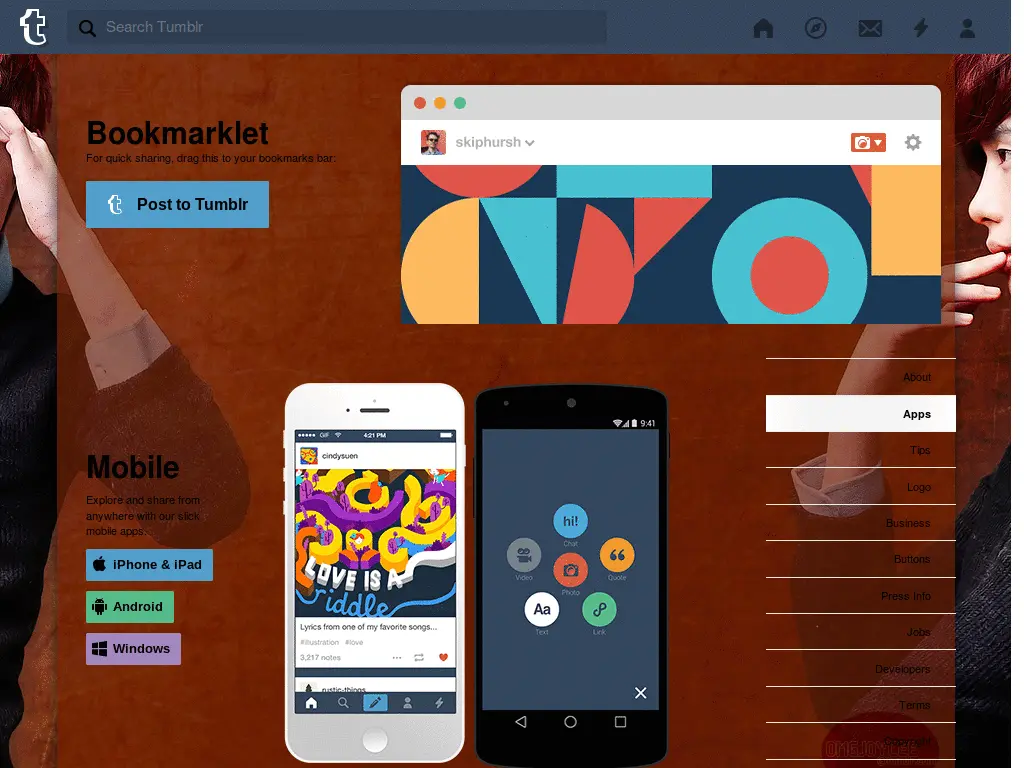 t
Search Tumblr
Bookmarklet
For quick sharing, drag this to your bookmarks bar:
t Post to Tumblr
skiphursh
Mobile
Explore and share from
anywhere with our slick
mobile apps.
iPhone & iPad
Android
Windows
GIF
4:21 PM
cindysuen
LOVE IS A
riddle
Lyrics from one of my favorite songs...
#illustration #love
3,217 notes
rustic-things
9:41
hi!
Chat
Video
Photo
Quote
Aa
Text
Link
About
Apps
Tips
Logo
Business
Buttons
Press Info
Jobs
Developers
Terms
Copyright
OMGJOYCEE